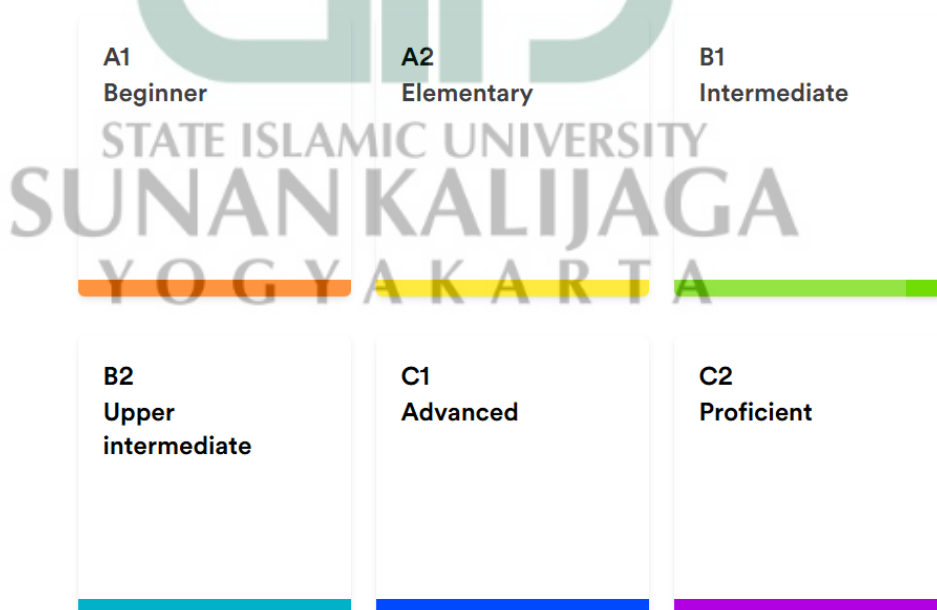 A1
Beginner
A2
Elementary
B1
Intermediate
STATE ISLAMIC UNIVERSITY
SUNAN KALIJAGA
YOGYAKARTA
B2
Upper
intermediate
C1
Advanced
C2
Proficient